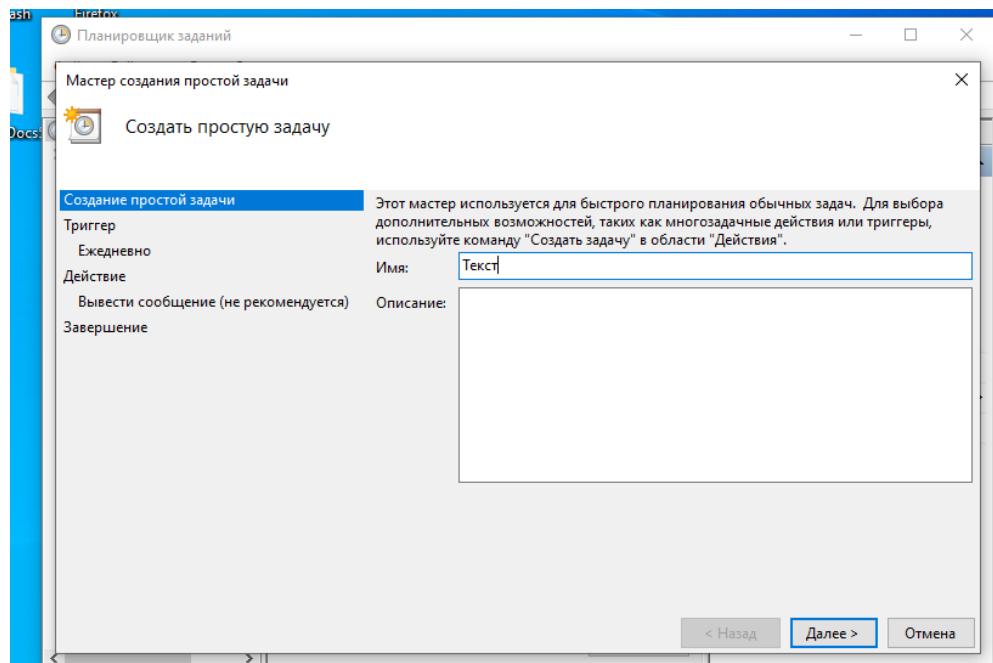 Firefox
Планировщик заданий
Мастер создания простой задачи
Создать простую задачу
Создание простой задачи
Триггер
Ежедневно
Действие
Вывести сообщение (не рекомендуется)
Завершение
Этот мастер используется для быстрого планирования обычных задач. Для выбора
дополнительных возможностей, таких как многозадачные действия или триггеры,
используйте команду "Создать задачу" в области "Действия".
Имя:
Текст
Описание:
< Назад
Далее >
Отмена